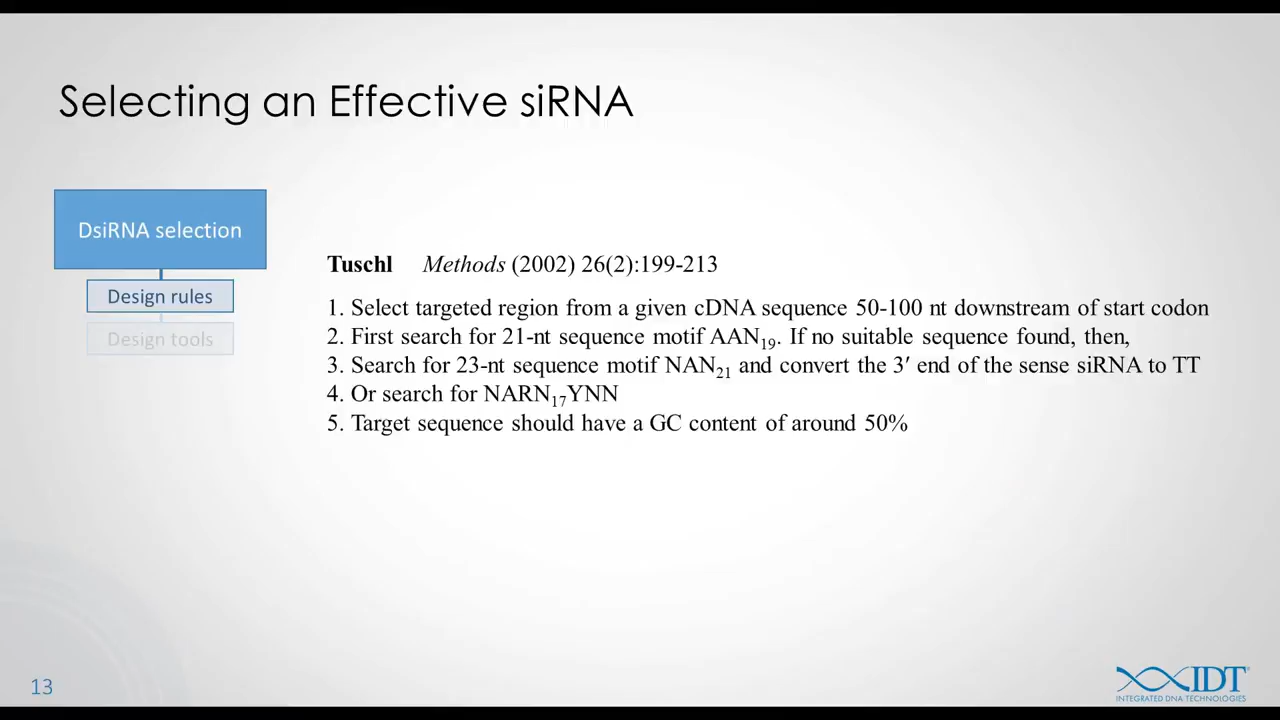 Selecting an Effective siRNA
DsiRNA selection
Design rules
Design tools
Tuschl Methods (2002) 26(2):199-213
1. Select targeted region from a given cDNA sequence 50-100 nt downstream of start codon
2. First search for 21-nt sequence motif AAN19. If no suitable sequence found, then,
3. Search for 23-nt sequence motif NAN21 and convert the 3′ end of the sense siRNA to TT
4. Or search for NARN17YNN
5. Target sequence should have a GC content of around 50%
13
IDT®
INTEGRATED DNA TECHNOLOGIES